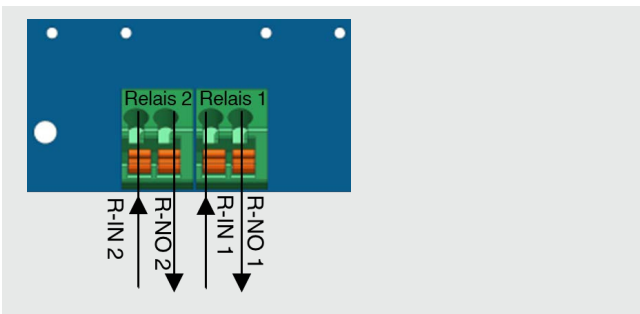 Relais 2
Relais 1
R-IN 2
R-NO 2
R-IN 1
R-NO 1